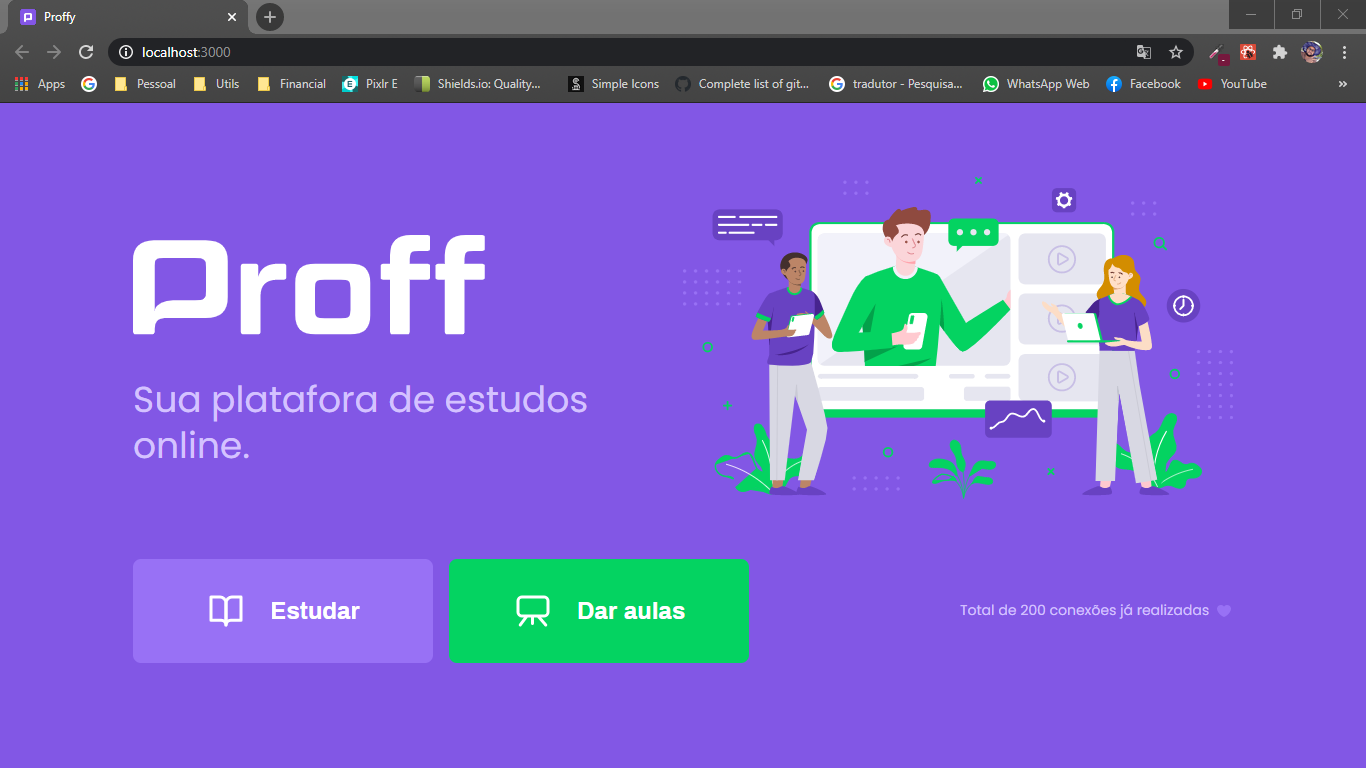 Proffy
localhost:3000
Apps
Pessoal
Utils
Financial
Pixlr E
Shields.io: Quality...
Simple Icons
Complete list of git...
tradutor - Pesquisa...
WhatsApp Web
Facebook
YouTube
»
Proff
Sua platafora de estudos
online.
Estudar
Dar aulas
Total de 200 conexões já realizadas